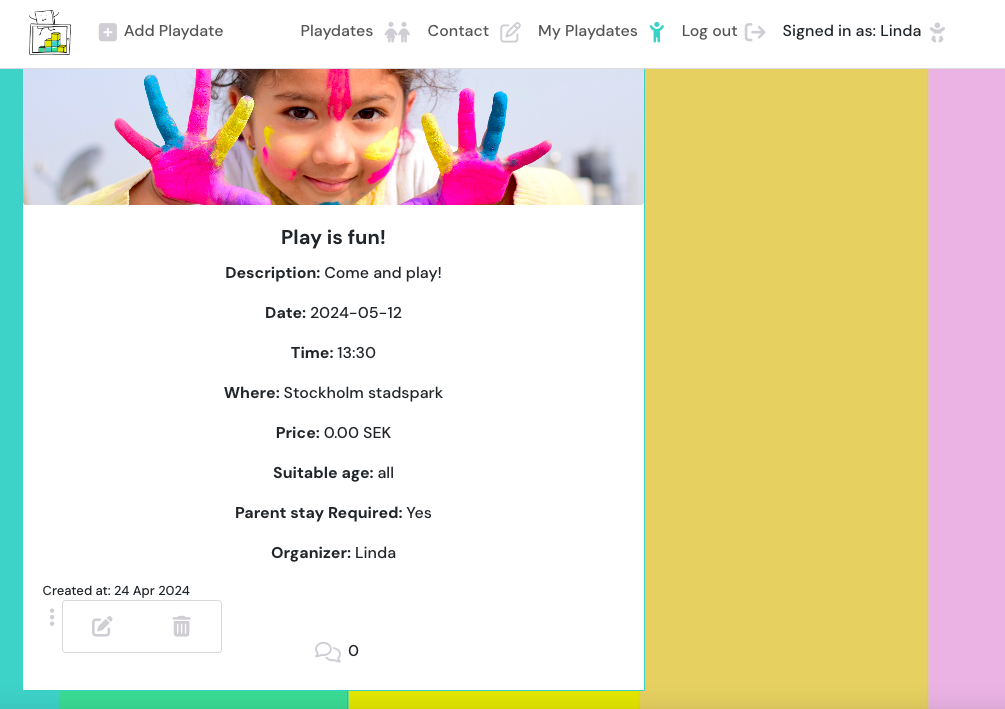 Add Playdate
Playdates
Contact
My Playdates
Log out
Signed in as: Linda
Play is fun!
Description: Come and play!
Date: 2024-05-12
Time: 13:30
Where: Stockholm stadspark
Price: 0.00 SEK
Suitable age: all
Parent stay Required: Yes
Organizer: Linda
Created at: 24 Apr 2024
0